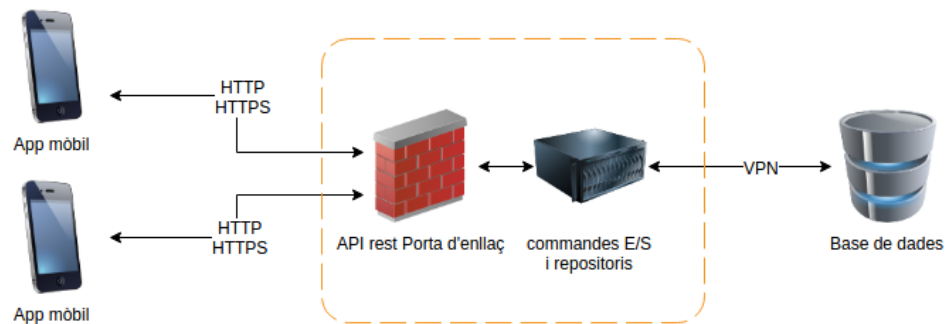 App mòbil
HTTP
HTTPS
App mòbil
HTTP
HTTPS
API rest Porta d'enllaç
commandes E/S
i repositoris
VPN
Base de dades